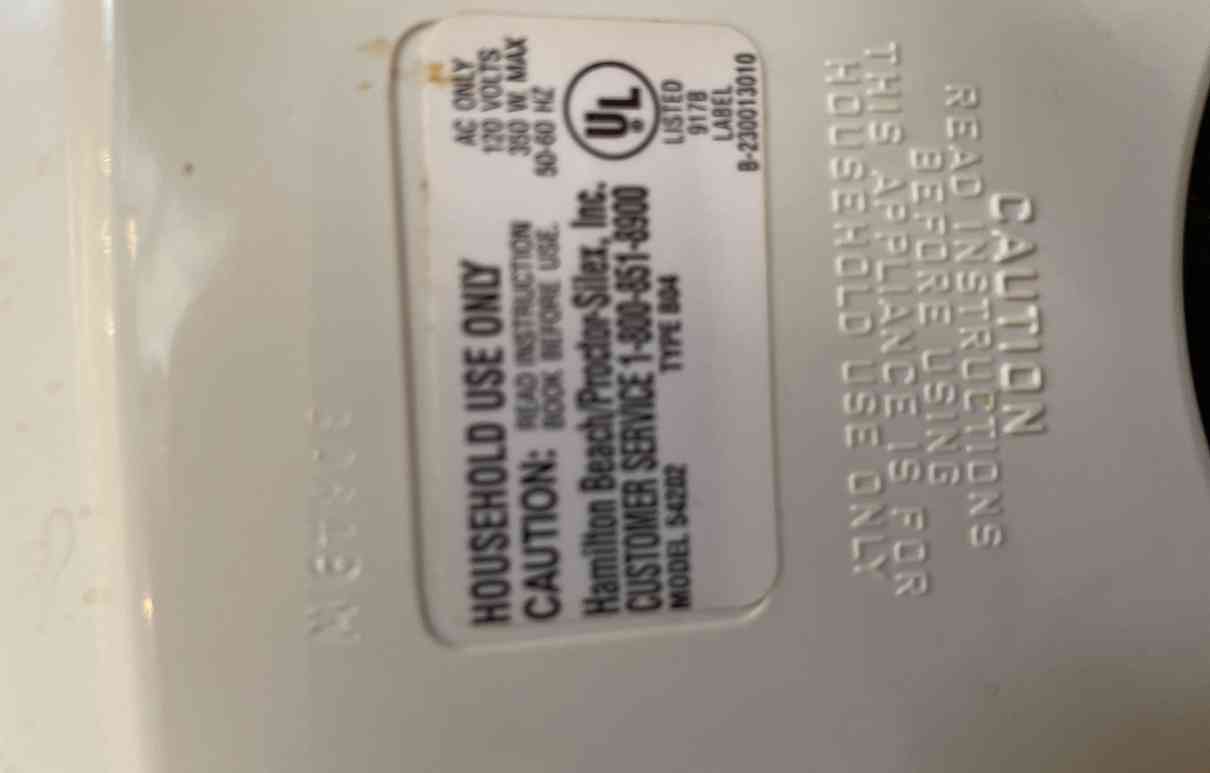 HOUSEHOLD USE ONLY
CAUTION: READ INSTRUCTION
BOOK BEFORE USE.
Hamilton Beach/Proctor-Silex, Inc.
CUSTOMER SERVICE 1-800-851-8900
MODEL 54202 TYPE B04
AC ONLY
120 VOLTS
350 W MAX
50-60 HZ
UL
LISTED
917B
LABEL
B-230013010
CAUTION
READ INSTRUCTIONS
BEFORE USING
THIS APPLIANCE IS FOR
HOUSEHOLD USE ONLY